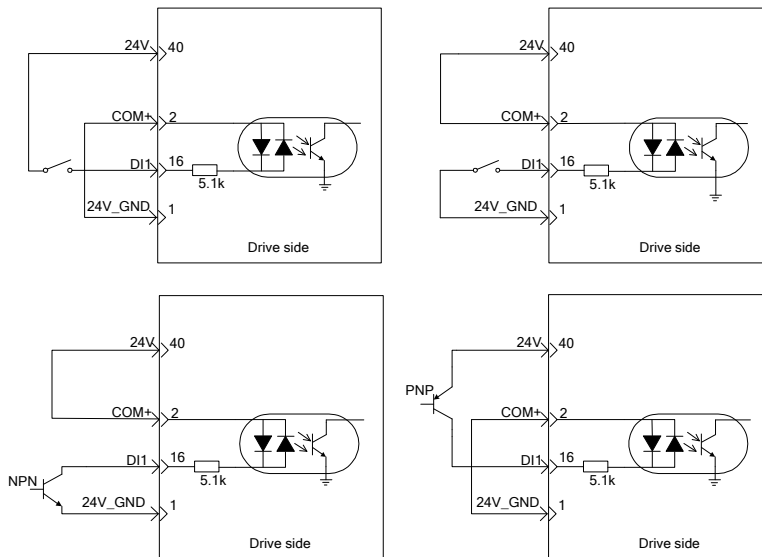 24V 40
COM+ 2
DI1 16
5.1k
24V_GND 1
Drive side
24V 40
COM+ 2
DI1 16
5.1k
24V_GND 1
Drive side
24V 40
COM+ 2
DI1 16
NPN
5.1k
24V_GND 1
Drive side
24V 40
PNP
COM+ 2
DI1 16
5.1k
24V_GND 1
Drive side